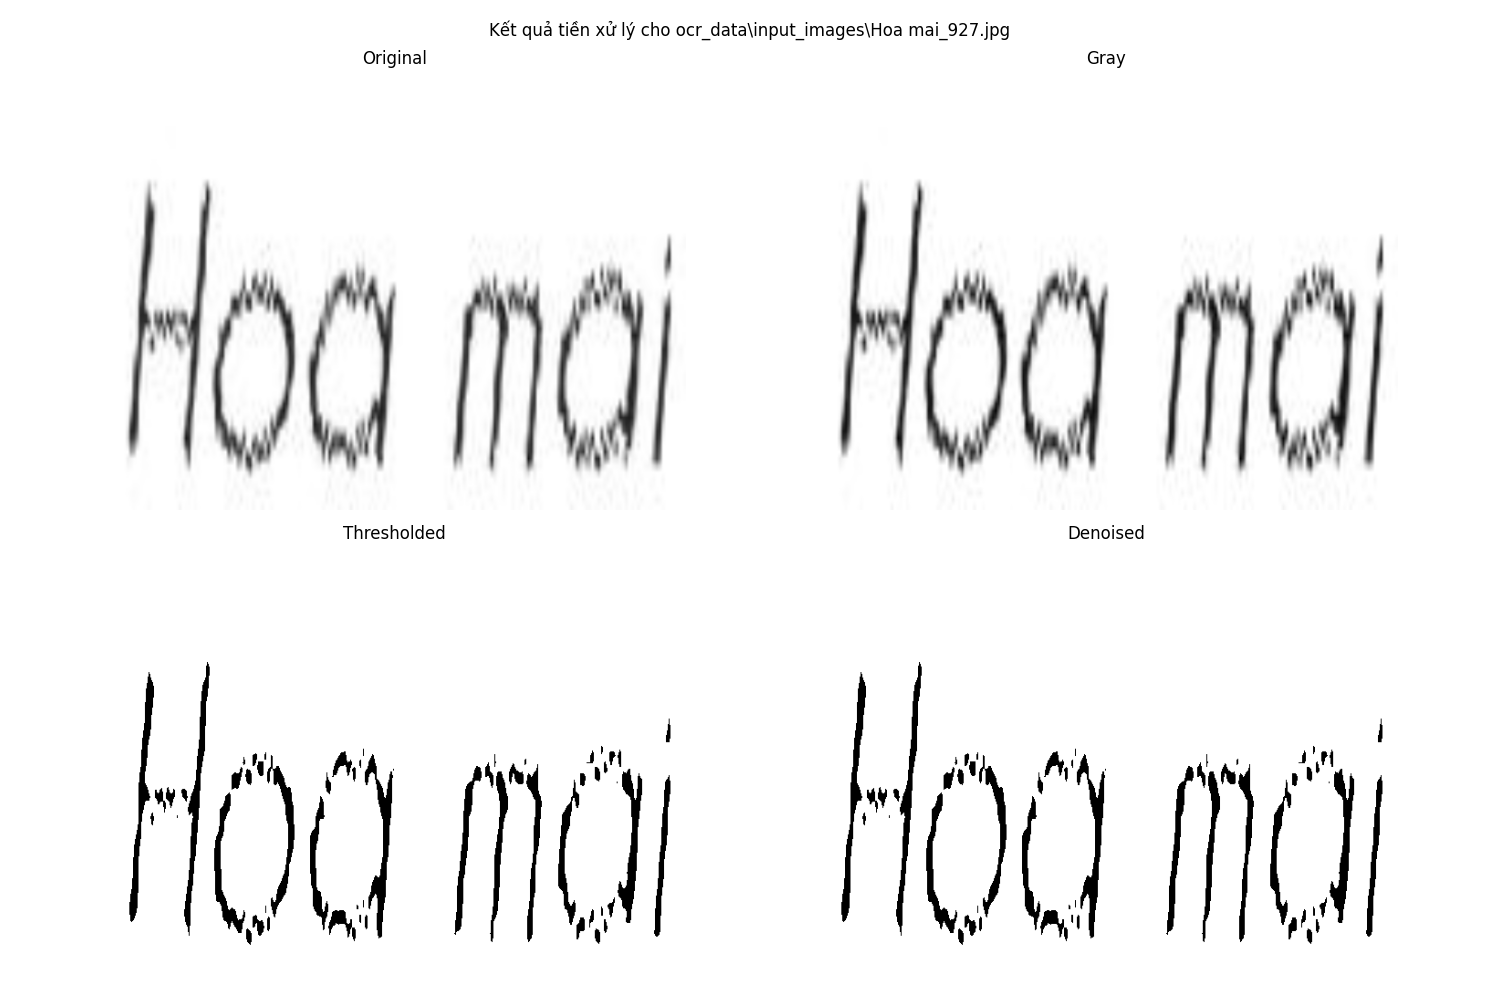 Kết quả tiền xử lý cho ocr_data\input_images\Hoa mai_927.jpg
Original
Gray
Hoa mai
Hoa mai
Thresholded
Denoised
Hoa mai
Hoa mai